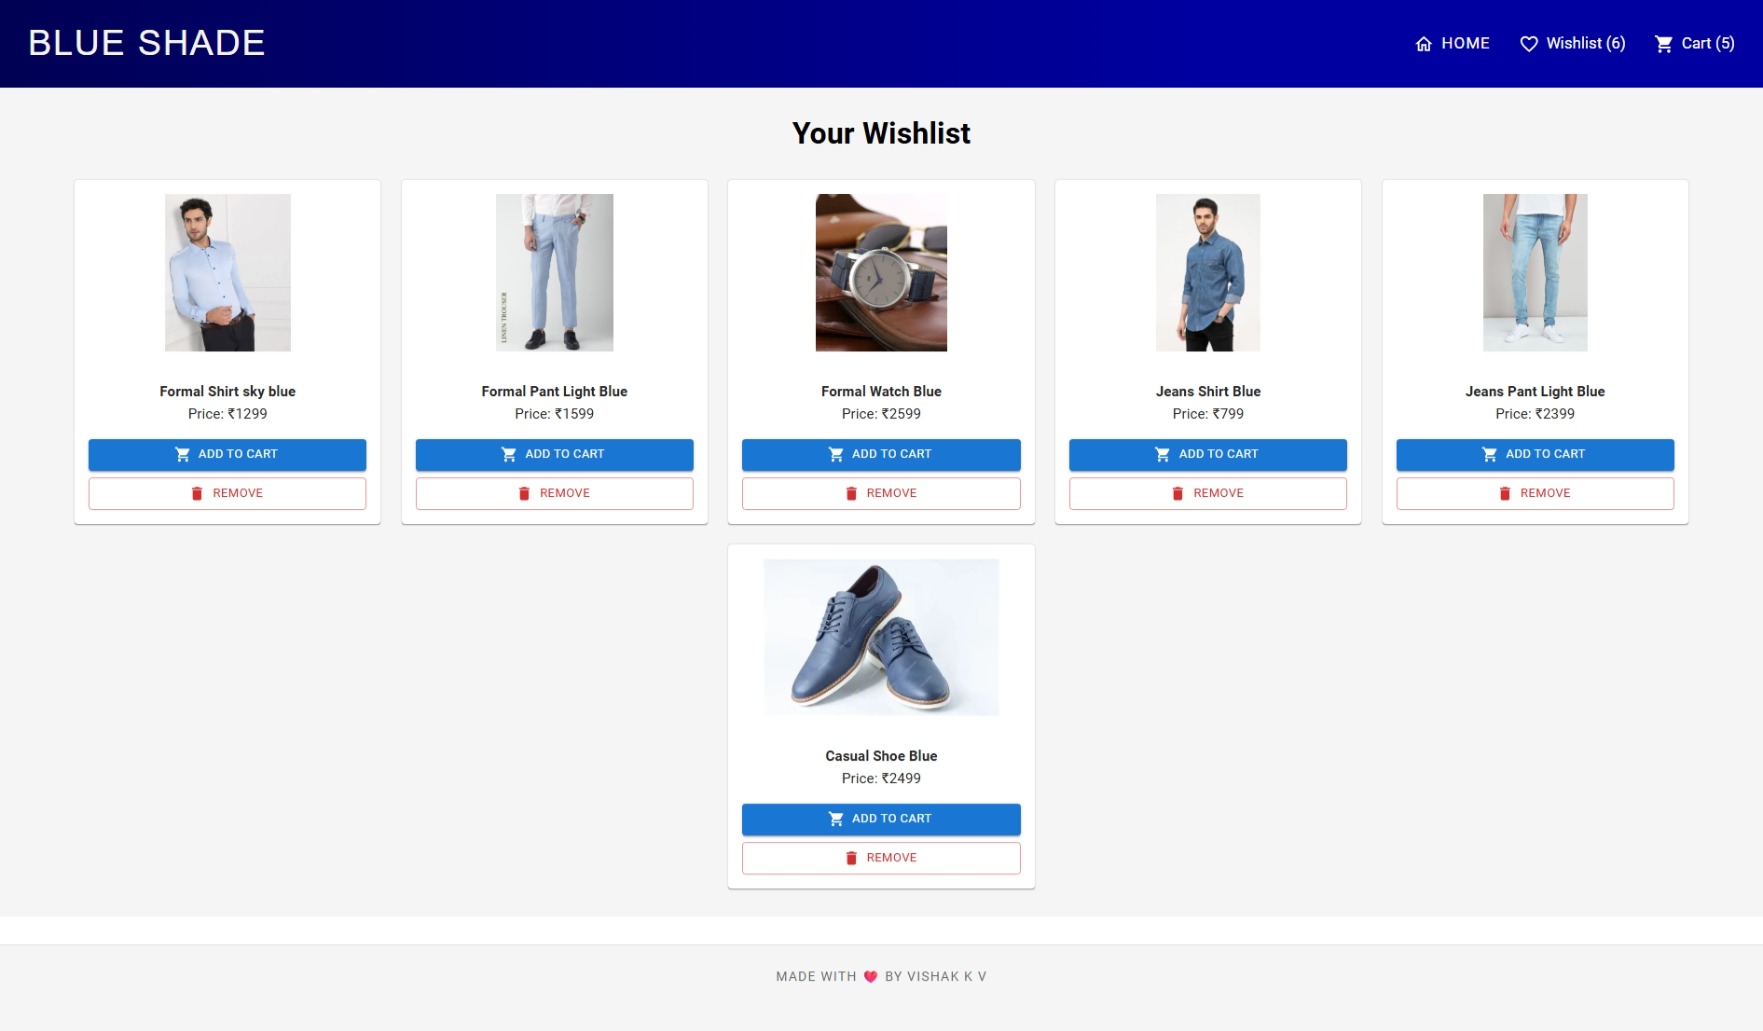 BLUE SHADE
HOME
Wishlist (6)
Cart (5)
Your Wishlist
LINEN TROUSER
Formal Shirt sky blue
Price: ₹1299
ADD TO CART
REMOVE
Formal Pant Light Blue
Price: ₹1599
ADD TO CART
REMOVE
Formal Watch Blue
Price: ₹2599
ADD TO CART
REMOVE
Jeans Shirt Blue
Price: ₹799
ADD TO CART
REMOVE
Jeans Pant Light Blue
Price: ₹2399
ADD TO CART
REMOVE
Casual Shoe Blue
Price: ₹2499
ADD TO CART
REMOVE
MADE WITH 💖 BY VISHAK K V